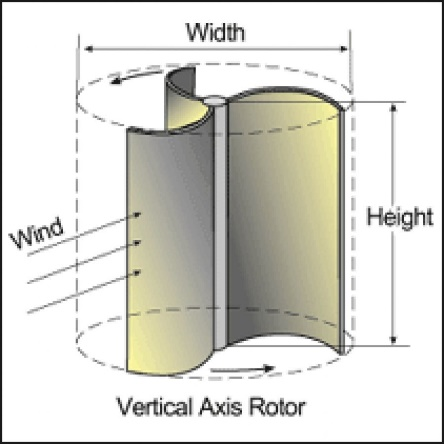 Width
Height
Wind
Vertical Axis Rotor